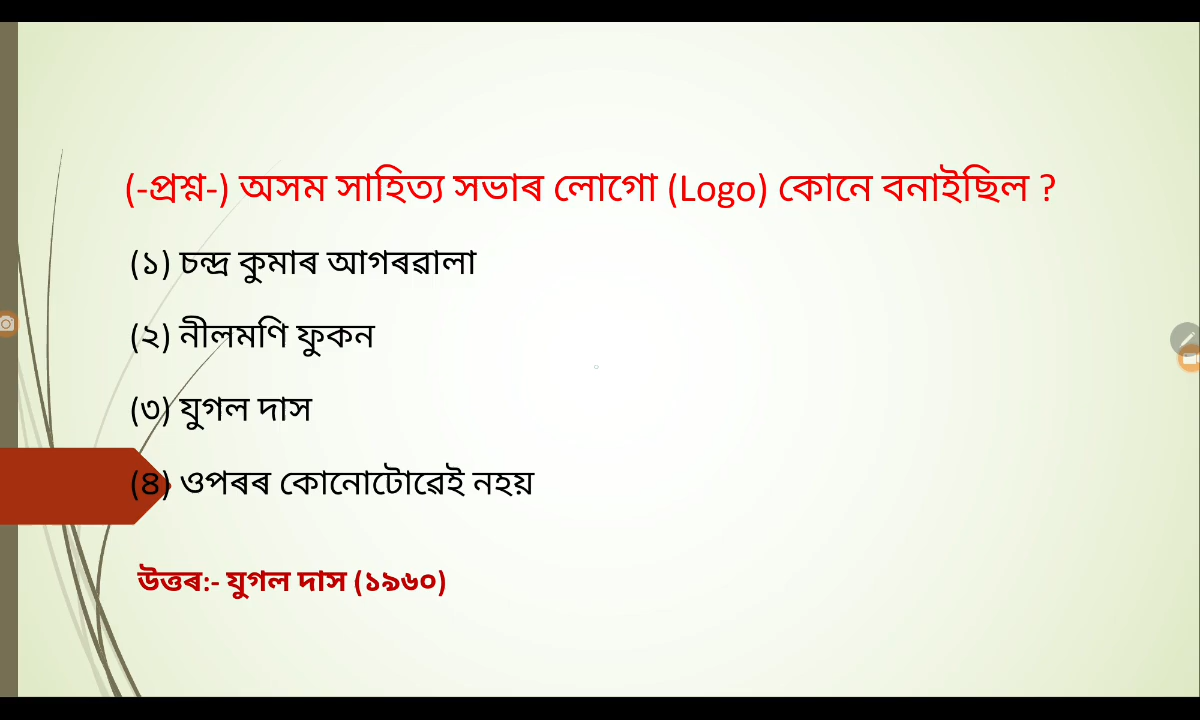 (-প্ৰশ্ন-) অসম সাহিত্য সভাৰ লোগো (Logo) কোনে বনাইছিল ?
(১) চন্দ্ৰ কুমাৰ আগৰৱালা
(২) নীলমণি ফুকন
(৩) যুগল দাস
(৪) ওপৰৰ কোনোটোৱেই নহয়
উত্তৰ:- যুগল দাস (১৯৬০)